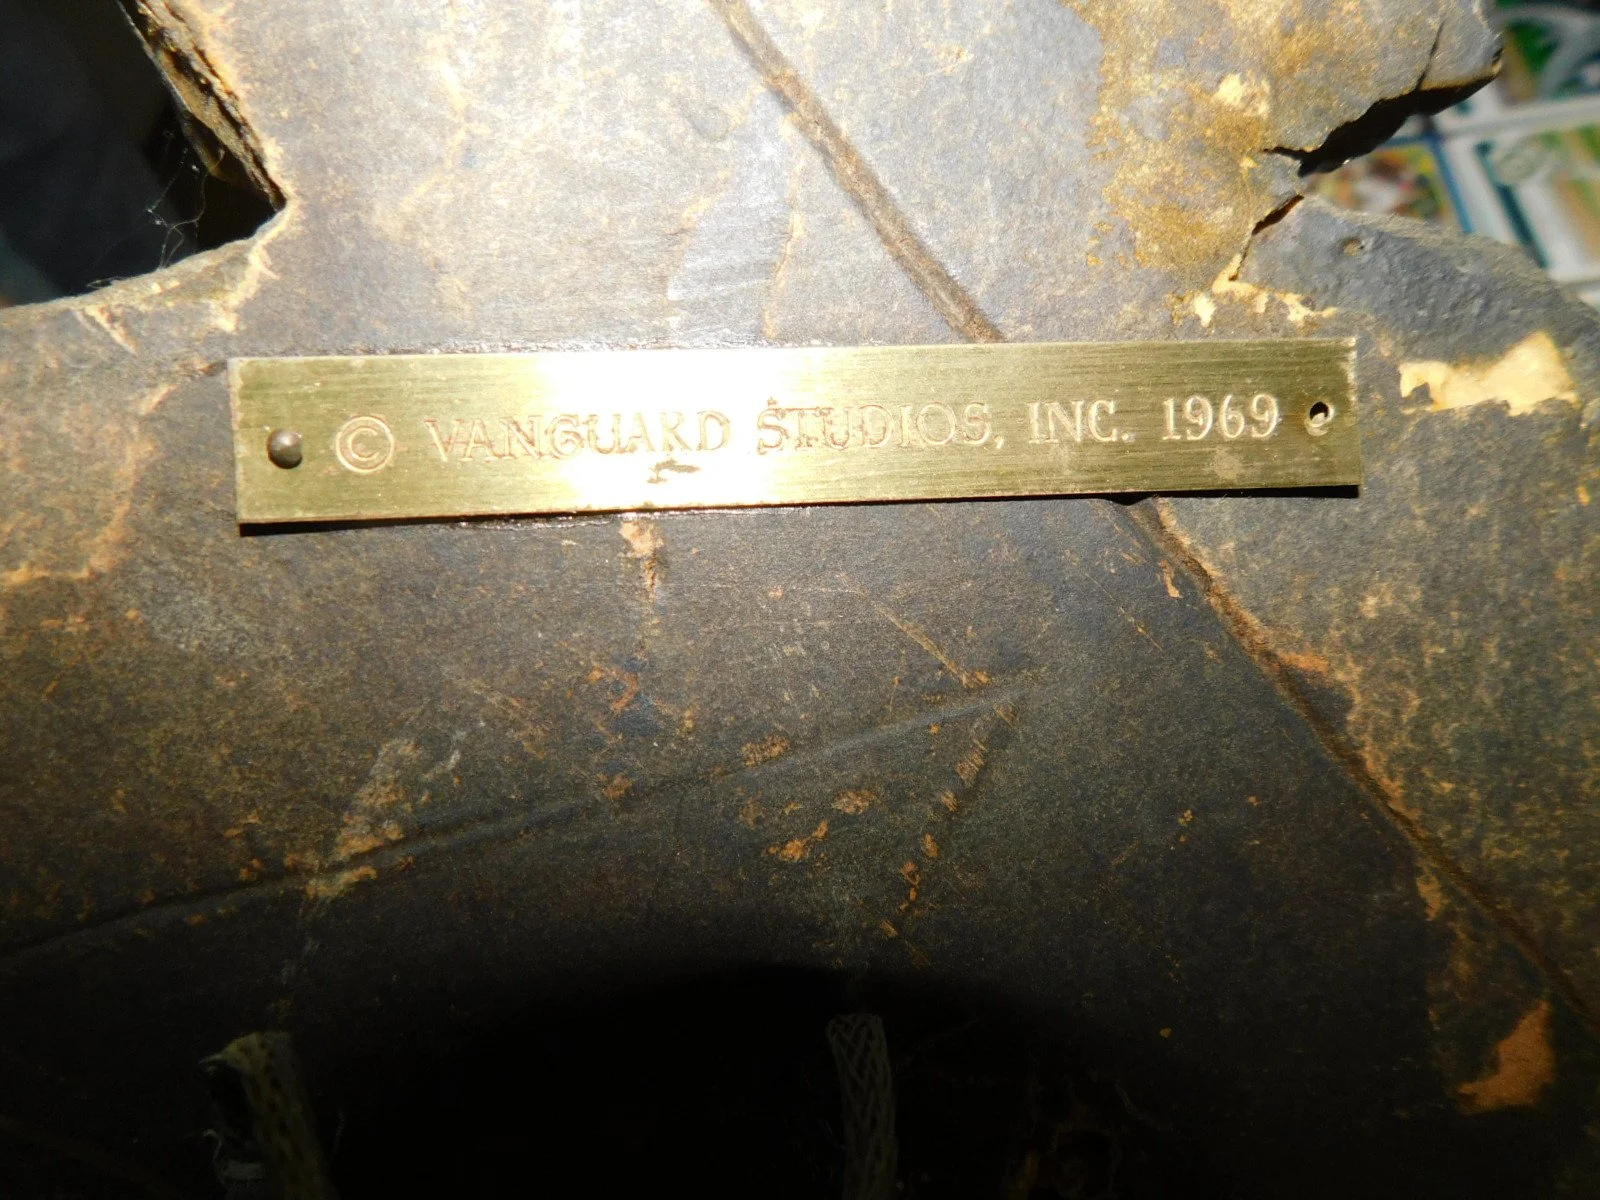 © VANGUARD STUDIOS, INC. 1969